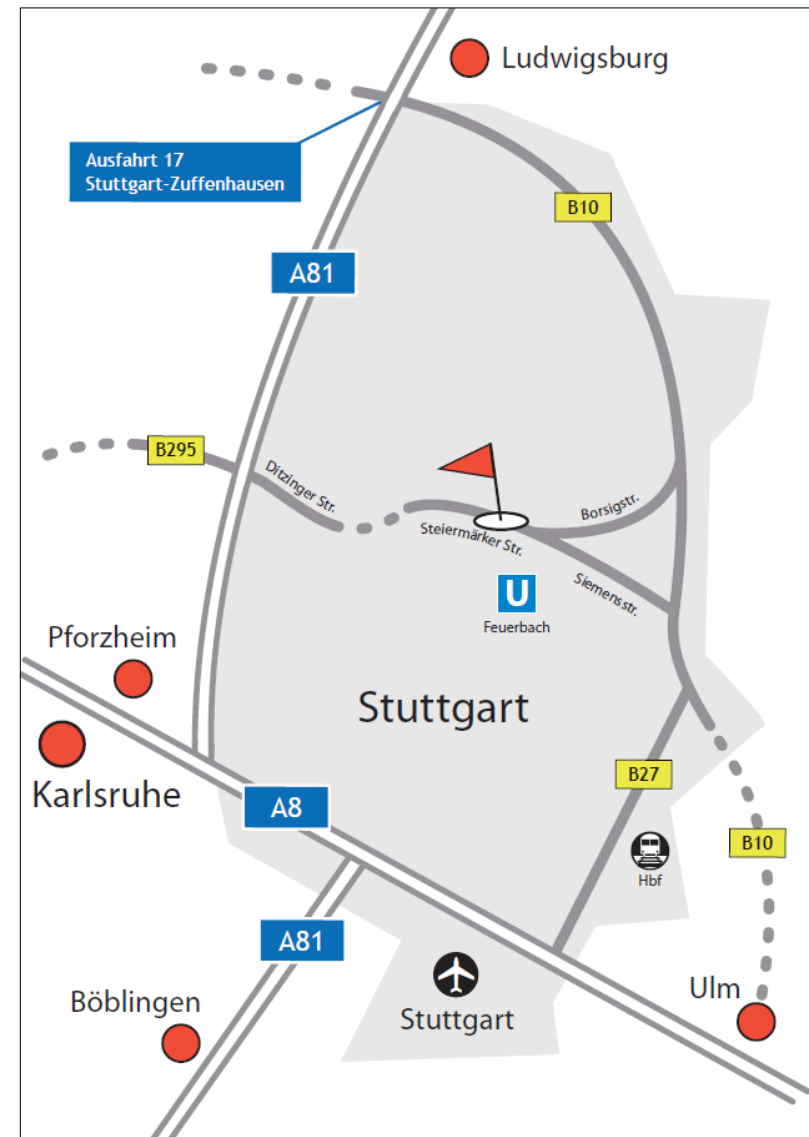 Ludwigsburg
Ausfahrt 17
Stuttgart-Zuffenhausen
B10
A81
B295
Ditzinger Str.
Borsigstr.
Steiermärker Str.
Siemensstr.
U
Feuerbach
Pforzheim
Stuttgart
Karlsruhe
B27
A8
B10
Hbf
A81
Ulm
Böblingen
Stuttgart